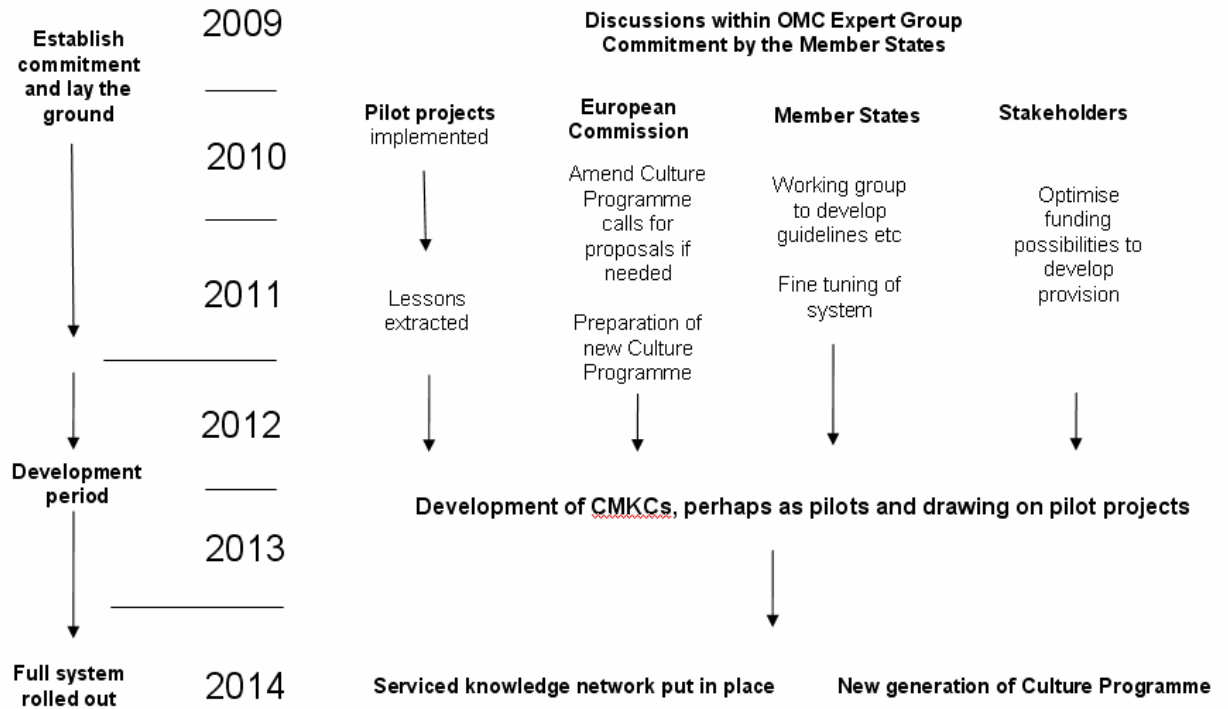 Establish
commitment
and lay the
ground
2009
2010
2011
2012
Development
period
2013
Full system
rolled out
2014
Discussions within OMC Expert Group
Commitment by the Member States
Pilot projects
implemented
Lessons
extracted
European
Commission
Amend Culture
Programme
calls for
proposals if
needed
Preparation of
new Culture
Programme
Member States
Working group
to develop
guidelines etc
Fine tuning of
system
Stakeholders
Optimise
funding
possibilities to
develop
provision
Development of CMKCs, perhaps as pilots and drawing on pilot projects
Serviced knowledge network put in place
New generation of Culture Programme